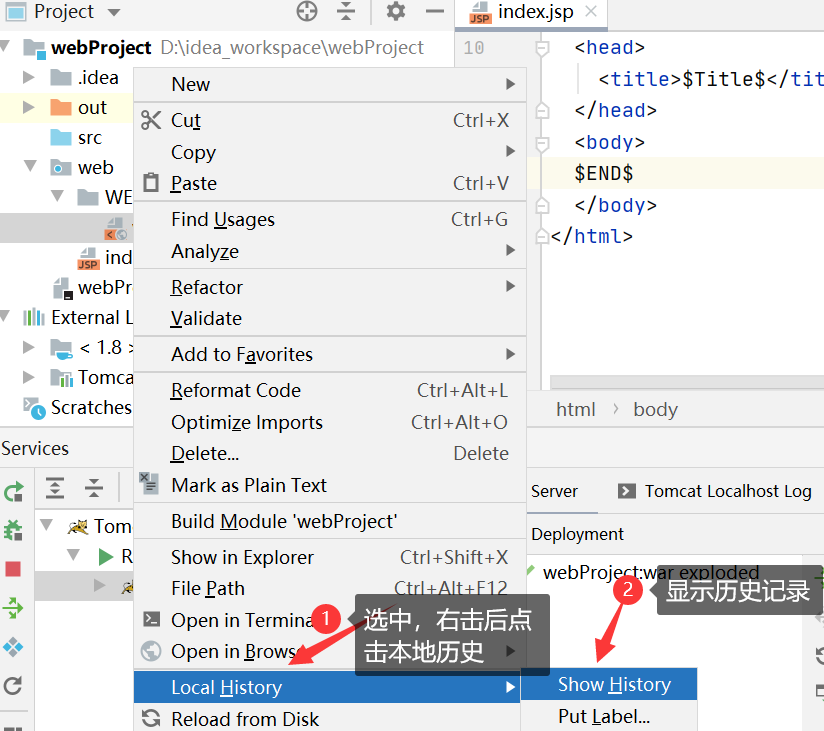 Project
index.jsp
webProject D:\idea_workspace\webProject
.idea
out
src
web
WE
JSP ind
webPr
External L
< 1.8 >
Tomca
Scratches
New
Cut Ctrl+X
Copy
Paste Ctrl+V
Find Usages Ctrl+G
Analyze
Refactor
Validate
Add to Favorites
Reformat Code Ctrl+Alt+L
Optimize Imports Ctrl+Alt+O
Delete... Delete
Mark as Plain Text
Build Module 'webProject'
Show in Explorer Ctrl+Shift+X
File Path Ctrl+Alt+F12
Open in Termina
Open in Brows
Local History
Reload from Disk
Show History
Put Label...
10 <head>
<title>$Title$</tit
</head>
<body>
$END$
</body>
</html>
html › body
Services
Tom
R
Server
Tomcat Localhost Log
Deployment
webProject:war exploded
1 选中，右击后点
击本地历史
2 显示历史记录